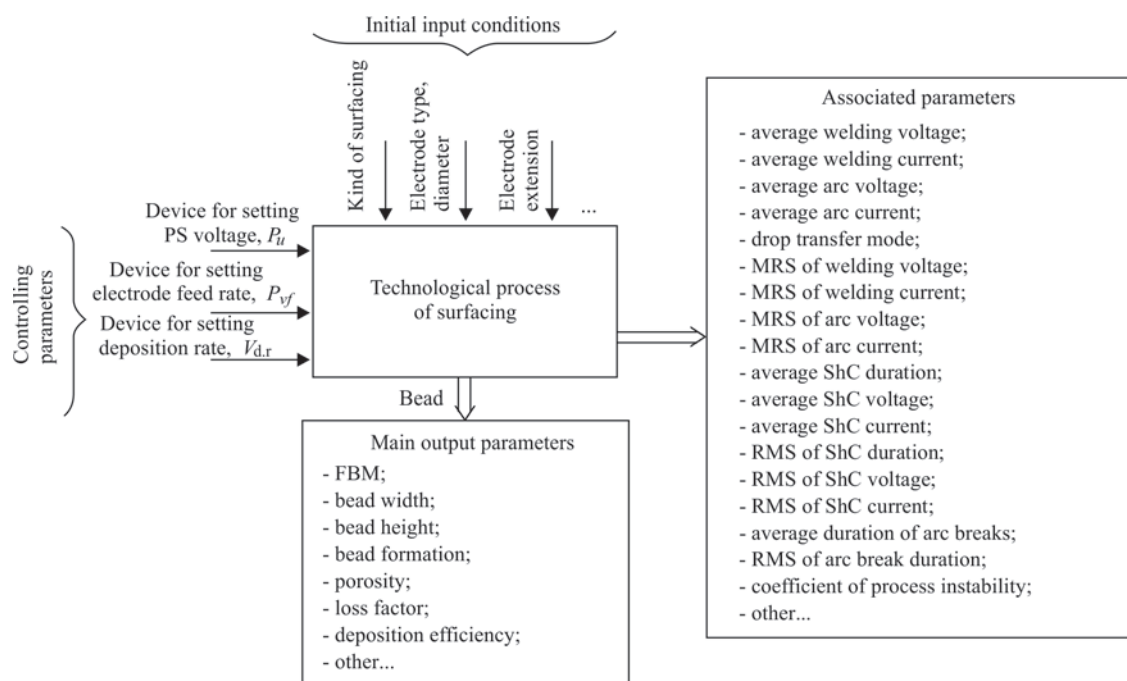 Initial input conditions
Kind of surfacing
Electrode type,
diameter
Electrode
extension
...
Controlling
parameters
Device for setting
PS voltage, Pu
Device for setting
electrode feed rate, Pvf
Device for setting
deposition rate, Vd.r
Technological process
of surfacing
Bead
Main output parameters
- FBM;
- bead width;
- bead height;
- bead formation;
- porosity;
- loss factor;
- deposition efficiency;
- other...
Associated parameters
- average welding voltage;
- average welding current;
- average arc voltage;
- average arc current;
- drop transfer mode;
- MRS of welding voltage;
- MRS of welding current;
- MRS of arc voltage;
- MRS of arc current;
- average ShC duration;
- average ShC voltage;
- average ShC current;
- RMS of ShC duration;
- RMS of ShC voltage;
- RMS of ShC current;
- average duration of arc breaks;
- RMS of arc break duration;
- coefficient of process instability;
- other...